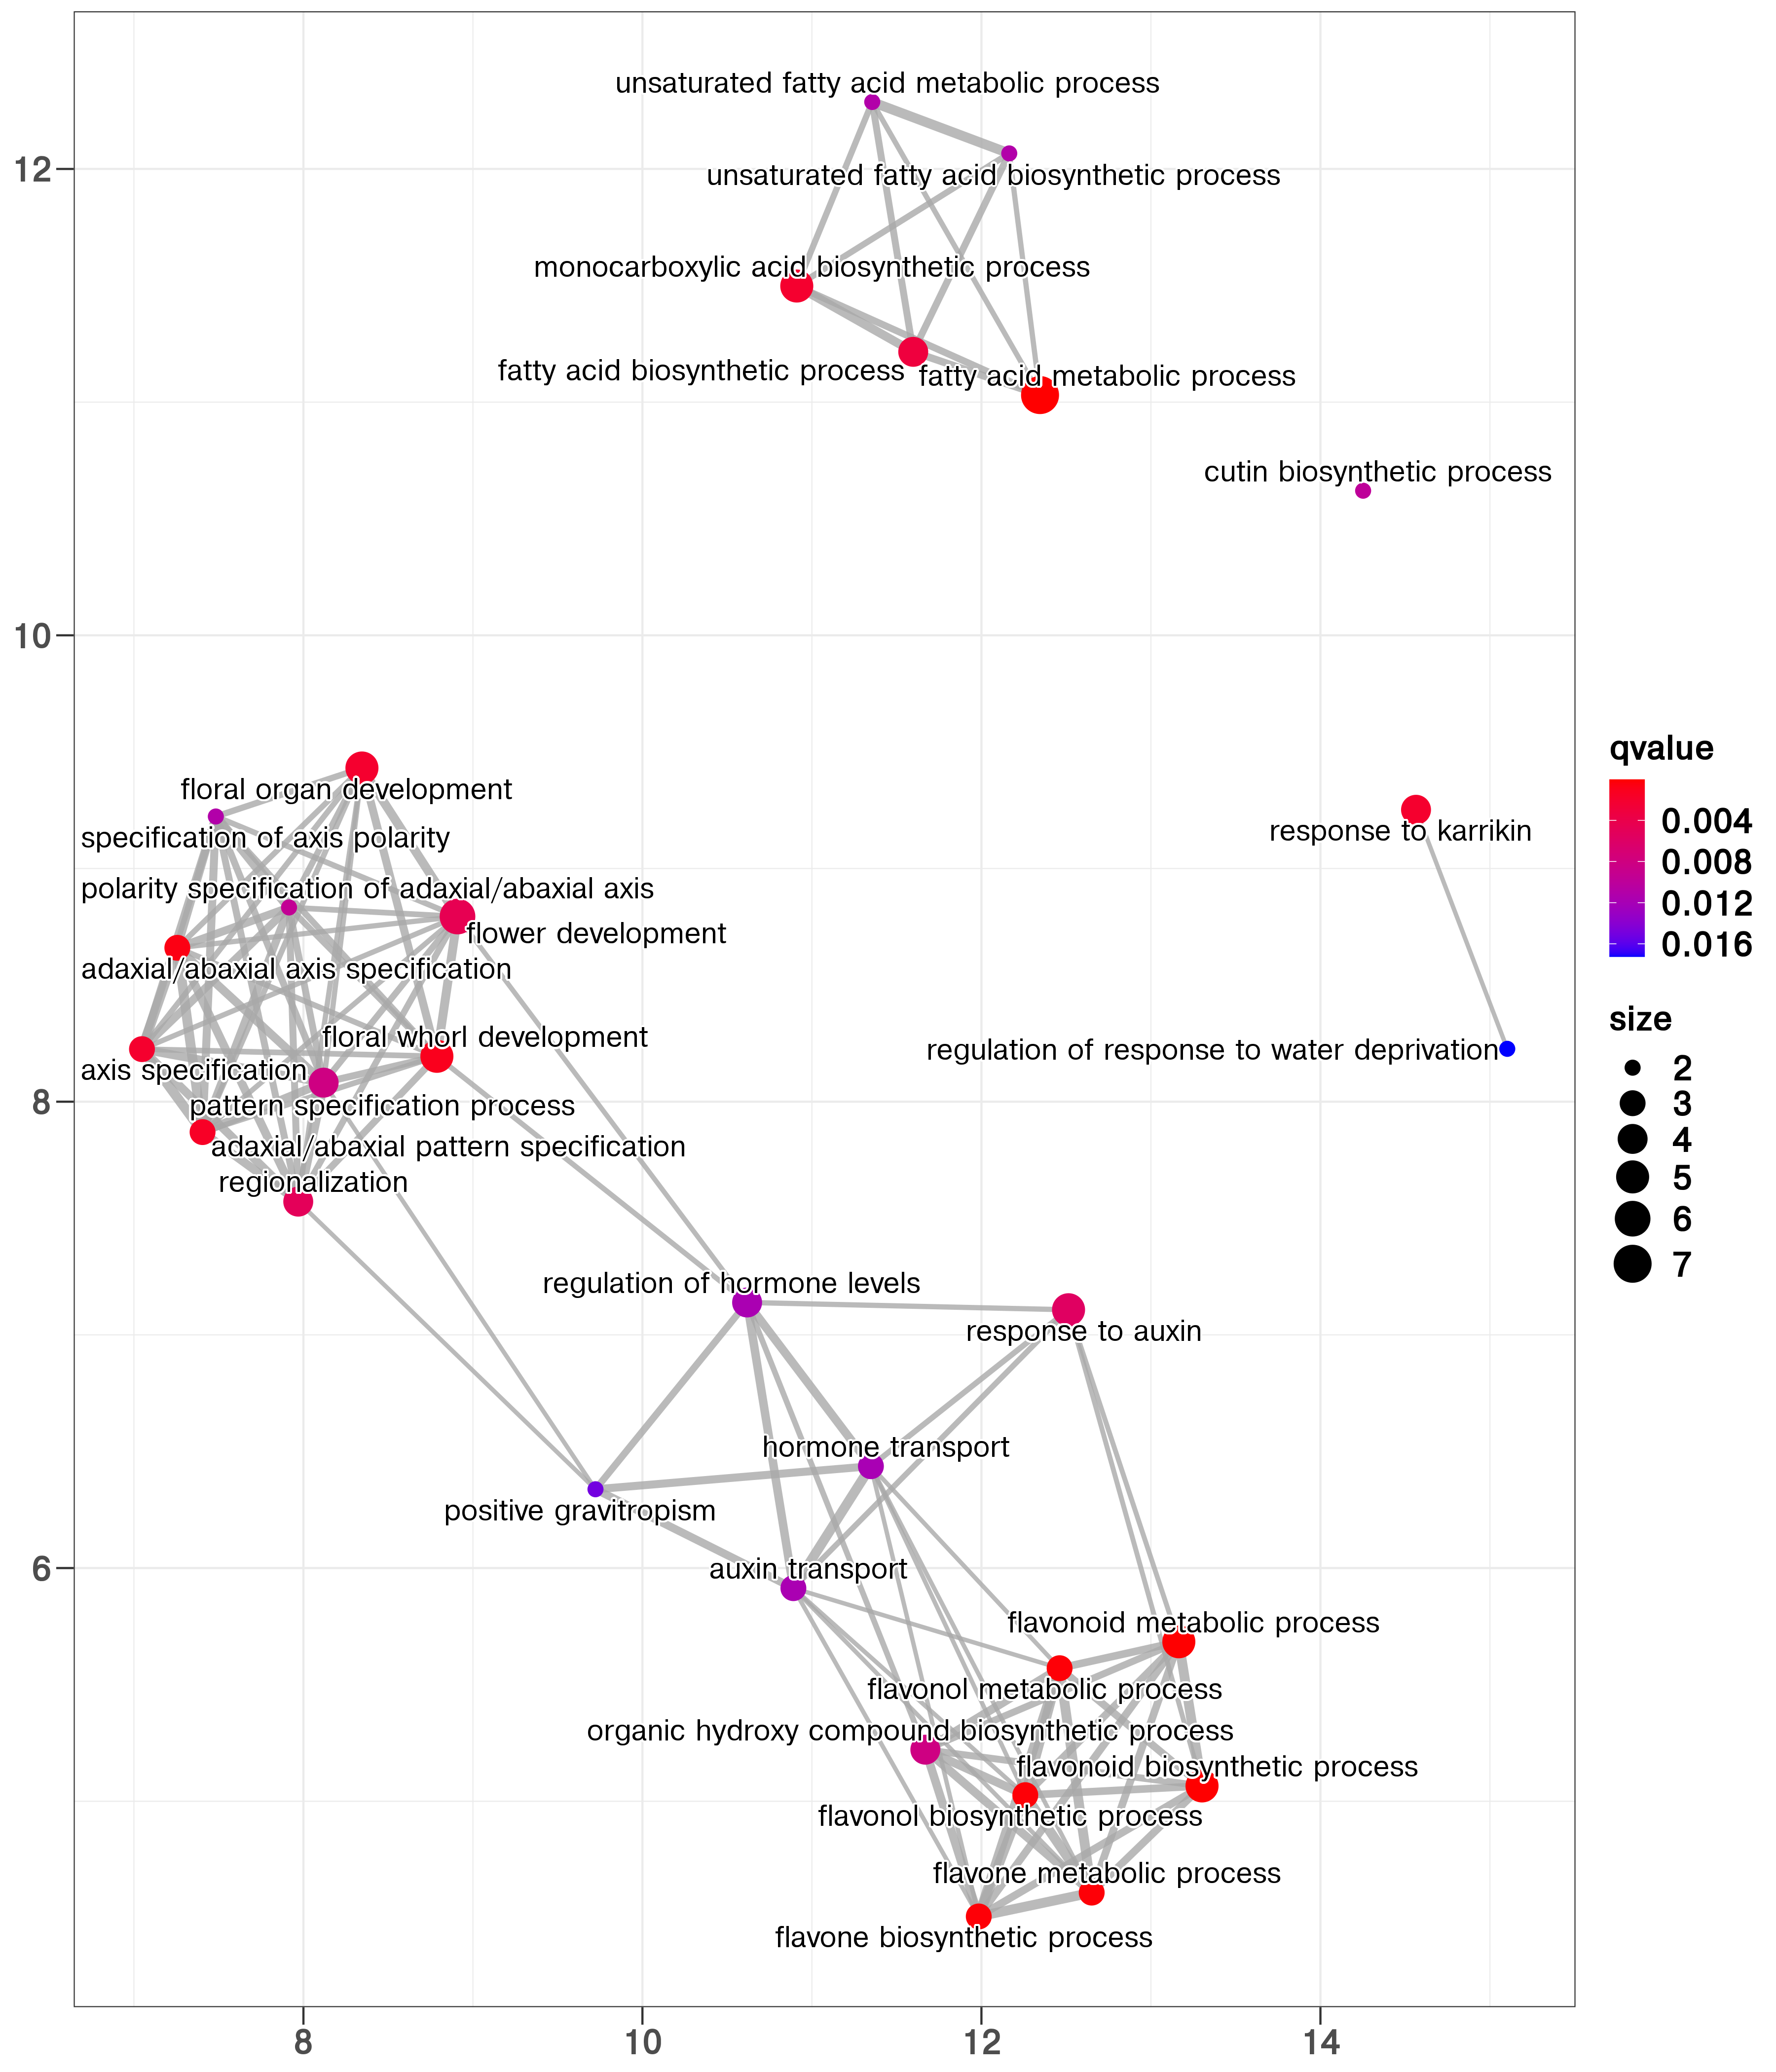 unsaturated fatty acid metabolic process
12
unsaturated fatty acid biosynthetic process
monocarboxylic acid biosynthetic process
fatty acid biosynthetic process
fatty acid metabolic process
cutin biosynthetic process
10
floral organ development
specification of axis polarity
response to karrikin
polarity specification of adaxial/abaxial axis
flower development
adaxial/abaxial axis specification
floral whorl development
regulation of response to water deprivation
axis specification
8
pattern specification process
adaxial/abaxial pattern specification
regionalization
regulation of hormone levels
response to auxin
hormone transport
positive gravitropism
6
auxin transport
flavonoid metabolic process
flavonol metabolic process
organic hydroxy compound biosynthetic process
flavonoid biosynthetic process
flavonol biosynthetic process
flavone metabolic process
flavone biosynthetic process
8 10 12 14
qvalue
0.004
0.008
0.012
0.016
size
2
3
4
5
6
7